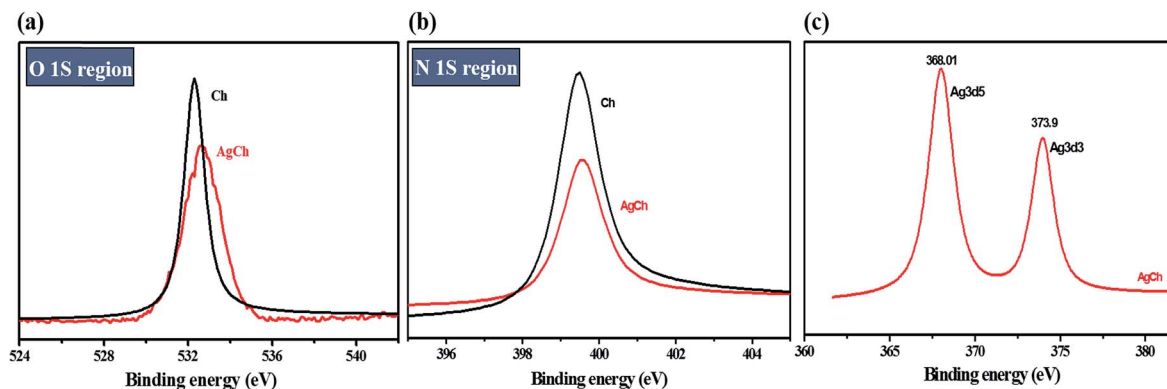 (a)
O 1S region
Ch
AgCh
524 528 532 536 540
Binding energy (eV)
(b)
N 1S region
Ch
AgCh
396 398 400 402 404
Binding energy (eV)
(c)
368.01
Ag3d5
373.9
Ag3d3
AgCh
360 365 370 375 380
Binding energy (eV)